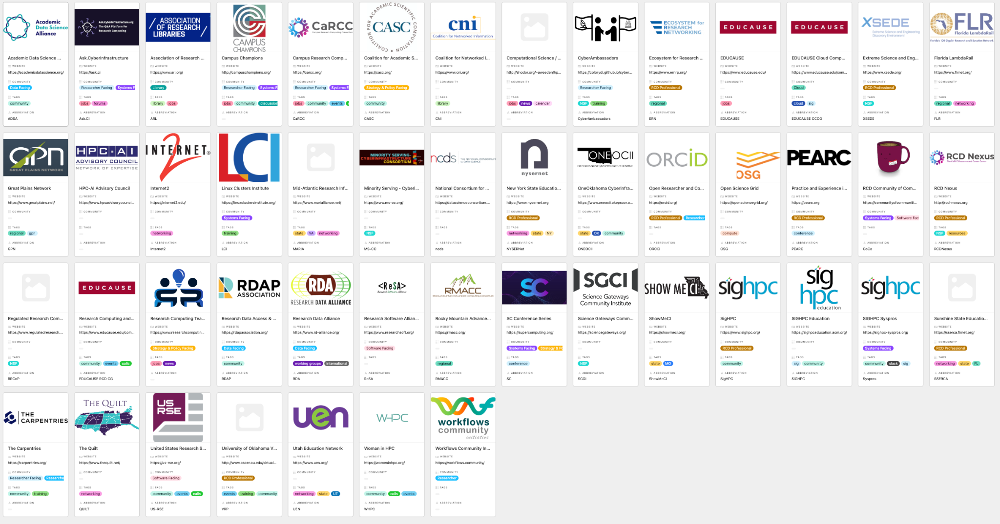 Academic
Data Science
Alliance
Academic Data Science ...
WEBSITE
https://academicdatascience.org/
COMMUNITY
Data Facing
TAGS
community
ABBREVIATION
ADSA
Ask.Cyberinfrastructure.org
The Q&A Platform for
Research Computing
Ask.Cyberinfrastructure
WEBSITE
https://ask.ci
COMMUNITY
Researcher Facing Systems F
TAGS
jobs forums
ABBREVIATION
Ask.CI
ASSOCIATION
OF RESEARCH
LIBRARIES
Association of Research ...
WEBSITE
https://www.arl.org/
COMMUNITY
Library
TAGS
library jobs
ABBREVIATION
ARL
CAMPUS
CHAMPIONS
Campus Champions
WEBSITE
http://campuschampions.org/
COMMUNITY
Researcher Facing Systems F
TAGS
jobs community discussion
ABBREVIATION
CaRCC
Campus Research Computing Consortium
Campus Research Comp...
WEBSITE
https://carcc.org/
COMMUNITY
Researcher Facing Systems F
TAGS
jobs community events
ABBREVIATION
CaRCC
COALITION FOR ACADEMIC SCIENTIFIC COMPUTATION
CASC
Coalition for Academic S...
WEBSITE
https://casc.org/
COMMUNITY
Strategy & Policy Facing
TAGS
community
ABBREVIATION
CASC
cni
Coalition for Networked Information
Coalition for Networked I...
WEBSITE
https://www.cni.org/
COMMUNITY
TAGS
library
ABBREVIATION
CNI
Computational Science / ...
WEBSITE
http://shodor.org/~aweeden/hp...
COMMUNITY
TAGS
jobs news calendar
ABBREVIATION
CyberAmbassadors
WEBSITE
https://colbrydi.github.io/cyber...
COMMUNITY
Researcher Facing
TAGS
NSF training
ABBREVIATION
CyberAmbassadors
ECOSYSTEM for
RESEARCH
NETWORKING
Ecosystem for Research ...
WEBSITE
https://www.ernrp.org/
COMMUNITY
RCD Professional
TAGS
regional
ABBREVIATION
ERN
EDUCAUSE
EDUCAUSE
WEBSITE
https://www.educause.edu/
COMMUNITY
TAGS
jobs
ABBREVIATION
EDUCAUSE
EDUCAUSE
EDUCAUSE Cloud Comp...
WEBSITE
https://www.educause.edu/com...
COMMUNITY
Cloud
TAGS
cloud sig
ABBREVIATION
EDUCAUSE CCCG
XSEDE
Extreme Science and Engineering
Discovery Environment
Extreme Science and Eng...
WEBSITE
https://www.xsede.org/
COMMUNITY
RCD Professional
TAGS
NSF
ABBREVIATION
XSEDE
FLR
Florida LambdaRail
Florida's 100 Gigabit Research and Education Network
Florida LambdaRail
WEBSITE
https://www.flrnet.org/
COMMUNITY
TAGS
regional networking
ABBREVIATION
FLR
GPN
GREAT PLAINS NETWORK
Great Plains Network
WEBSITE
https://www.greatplains.net/
COMMUNITY
TAGS
regional gpn
ABBREVIATION
GPN
HPC-AI
ADVISORY COUNCIL
NETWORK OF EXPERTISE
HPC-AI Advisory Council
WEBSITE
https://www.hpcadvisorycounci...
COMMUNITY
TAGS
ABBREVIATION
INTERNET®
2
Internet2
WEBSITE
https://internet2.edu/
COMMUNITY
TAGS
networking
ABBREVIATION
Internet2
LCI
Linux Clusters Institute
WEBSITE
https://linuxclustersinstitute.org/
COMMUNITY
Systems Facing
TAGS
training
ABBREVIATION
LCI
Mid-Atlantic Research Inf...
WEBSITE
https://www.marialliance.net/
COMMUNITY
TAGS
state VA networking
ABBREVIATION
MARIA
MINORITY SERVING-
CYBERINFRASTRUCTURE
CONSORTIUM
Minority Serving - Cyberi...
WEBSITE
https://www.ms-cc.org/
COMMUNITY
TAGS
NSF
ABBREVIATION
MS-CC
ncds
THE NATIONAL CONSORTIUM
for DATA SCIENCE
National Consortium for ...
WEBSITE
https://datascienceconsortium....
COMMUNITY
TAGS
ABBREVIATION
ncds
n
nysernet
New York State Educatio...
WEBSITE
https://www.nysernet.org
COMMUNITY
RCD Professional
TAGS
networking state NY
ABBREVIATION
NYSERNet
ONEOCII
OneOklahoma Cyberinfrastructure Initiative
OneOklahoma Cyberinfra...
WEBSITE
https://www.oneocii.okepscor.o...
COMMUNITY
TAGS
state OK community
ABBREVIATION
ONEOCII
ORCiD
Open Researcher and Co...
WEBSITE
https://orcid.org/
COMMUNITY
RCD Professional Researcher
TAGS
ABBREVIATION
ORCID
OSG
Open Science Grid
WEBSITE
https://opensciencegrid.org/
COMMUNITY
TAGS
compute
ABBREVIATION
OSG
PEARC
Practice and Experience i...
WEBSITE
https://pearc.org
COMMUNITY
RCD Professional
TAGS
conference
ABBREVIATION
PEARC
RCD Community of Com...
WEBSITE
https://communityofcommuniti...
COMMUNITY
Systems Facing Software Fac
TAGS
ABBREVIATION
CoCo
RCD Nexus
The CaRCC Resource and Career Center
RCD Nexus
WEBSITE
http://rcd-nexus.org
COMMUNITY
RCD Professional
TAGS
NSF resources
ABBREVIATION
RCDNexus
Regulated Research Com...
WEBSITE
https://www.regulatedresearch....
COMMUNITY
TAGS
NSF
ABBREVIATION
RRCoP
EDUCAUSE
Research Computing and...
WEBSITE
https://www.educause.edu/com...
COMMUNITY
TAGS
community events calls
ABBREVIATION
EDUCAUSE RCD CG
Research Computing Tea...
WEBSITE
https://www.researchcomputin...
COMMUNITY
Strategy & Policy Facing
TAGS
jobs news
ABBREVIATION
RDAP
ASSOCIATION
Research Data Access & ...
WEBSITE
https://rdapassociation.org/
COMMUNITY
Data Facing
TAGS
community
ABBREVIATION
RDAP
RDA
RESEARCH DATA ALLIANCE
Research Data Alliance
WEBSITE
https://www.rd-alliance.org/
COMMUNITY
Data Facing
TAGS
working groups international
ABBREVIATION
RDA
<ReSA>
Research Software Alliance
Research Software Allian...
WEBSITE
https://www.researchsoft.org/
COMMUNITY
Software Facing
TAGS
ABBREVIATION
ReSA
RMACC
Rocky Mountain Advanced Computing Consortium
Rocky Mountain Advance...
WEBSITE
https://rmacc.org/
COMMUNITY
TAGS
regional
ABBREVIATION
RMACC
SC
SC Conference Series
WEBSITE
https://supercomputing.org/
COMMUNITY
Systems Facing Strategy & Po
TAGS
conference
ABBREVIATION
SC
SGCI
Science Gateways
Community Institute
Science Gateways Comm...
WEBSITE
https://sciencegateways.org/
COMMUNITY
TAGS
NSF
ABBREVIATION
SCGI
SHOW ME CI
ShowMeCI
WEBSITE
https://showmeci.org/
COMMUNITY
TAGS
state MO
ABBREVIATION
ShowMeCI
sighpc
SigHPC
WEBSITE
https://www.sighpc.org/
COMMUNITY
RCD Professional
TAGS
community
ABBREVIATION
SigHPC
sig
hpc
education
SIGHPC Education
WEBSITE
https://sighpceducation.acm.org/
COMMUNITY
TAGS
sig community
ABBREVIATION
SIGHPC
sighpc
SIGHPC Syspros
WEBSITE
https://sighpc-syspros.org/
COMMUNITY
Systems Facing
TAGS
community slack sig
ABBREVIATION
Syspros
Sunshine State Educatio...
WEBSITE
https://sserca.flrnet.org/
COMMUNITY
RCD Professional
TAGS
networking state FL
ABBREVIATION
SSERCA
THE
CARPENTRIES
The Carpentries
WEBSITE
https://carpentries.org/
COMMUNITY
Researcher Facing Researche
TAGS
community training
ABBREVIATION
THE QUILT
The Quilt
WEBSITE
https://www.thequilt.net/
COMMUNITY
TAGS
networking
ABBREVIATION
QUILT
US
RSE
United States Research S...
WEBSITE
https://us-rse.org/
COMMUNITY
Software Facing
TAGS
community events calls
ABBREVIATION
US-RSE
University of Oklahoma V...
WEBSITE
http://www.oscer.ou.edu/virtual...
COMMUNITY
RCD Professional
TAGS
events training community
ABBREVIATION
VRP
uen
Utah Education Network
WEBSITE
https://www.uen.org/
COMMUNITY
TAGS
networking state UT
ABBREVIATION
UEN
WHPC
Woman in HPC
WEBSITE
https://womeninhpc.org/
COMMUNITY
TAGS
community calls events
ABBREVIATION
WHPC
workflows
community
initiative
Workflows Community In...
WEBSITE
https://workflows.community/
COMMUNITY
Researcher
TAGS
ABBREVIATION